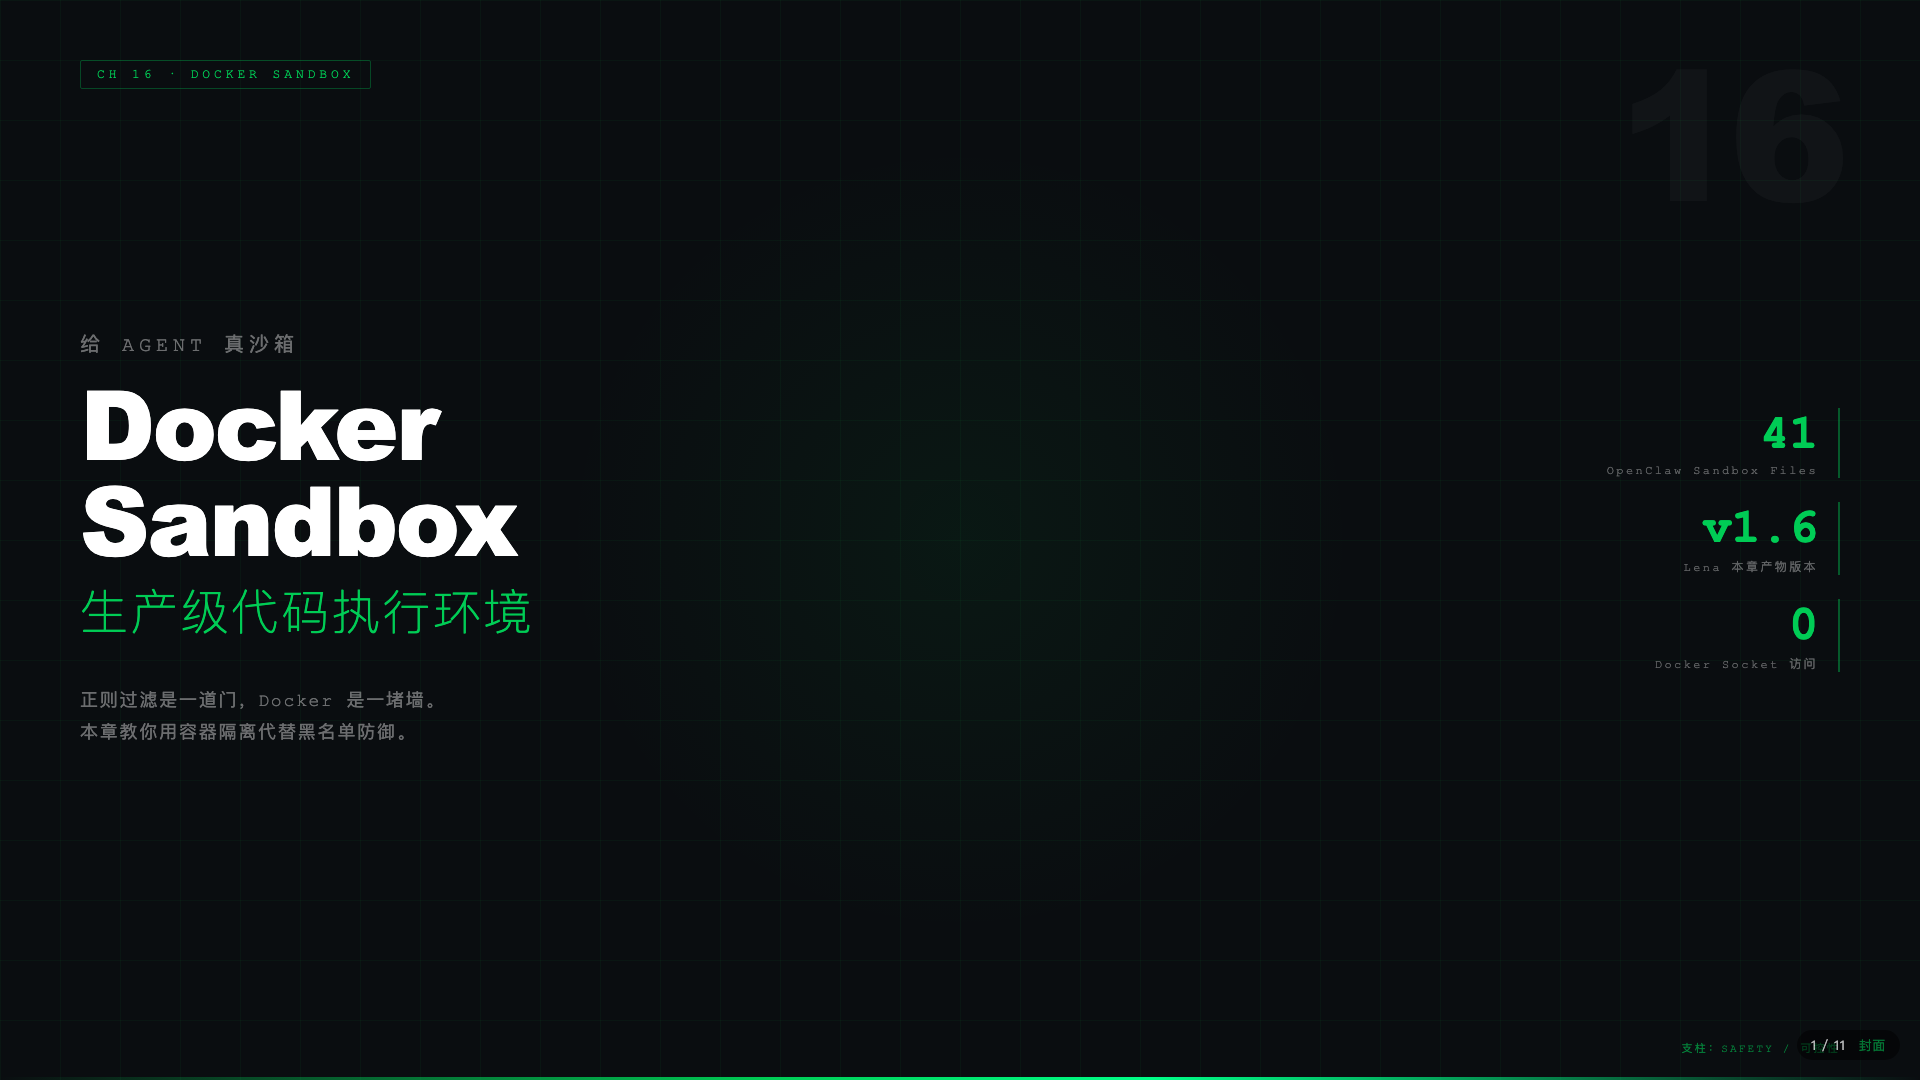 CH 16 · DOCKER SANDBOX
16
给 AGENT 真沙箱
Docker
Sandbox
生产级代码执行环境
正则过滤是一道门，Docker 是一堵墙。
本章教你用容器隔离代替黑名单防御。
41
OpenClaw Sandbox Files
v1.6
Lena 本章产物版本
0
Docker Socket 访问
支柱：SAFETY /
1 / 11 封面